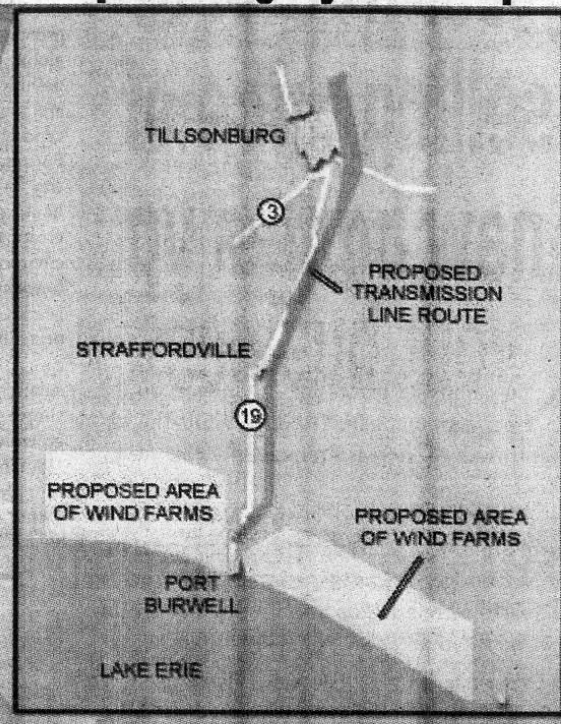 TILLSONBURG
3
PROPOSED
TRANSMISSION
LINE ROUTE
STRAFFORDVILLE
19
PROPOSED AREA
OF WIND FARMS
PROPOSED AREA
OF WIND FARMS
PORT
BURWELL
LAKE ERIE